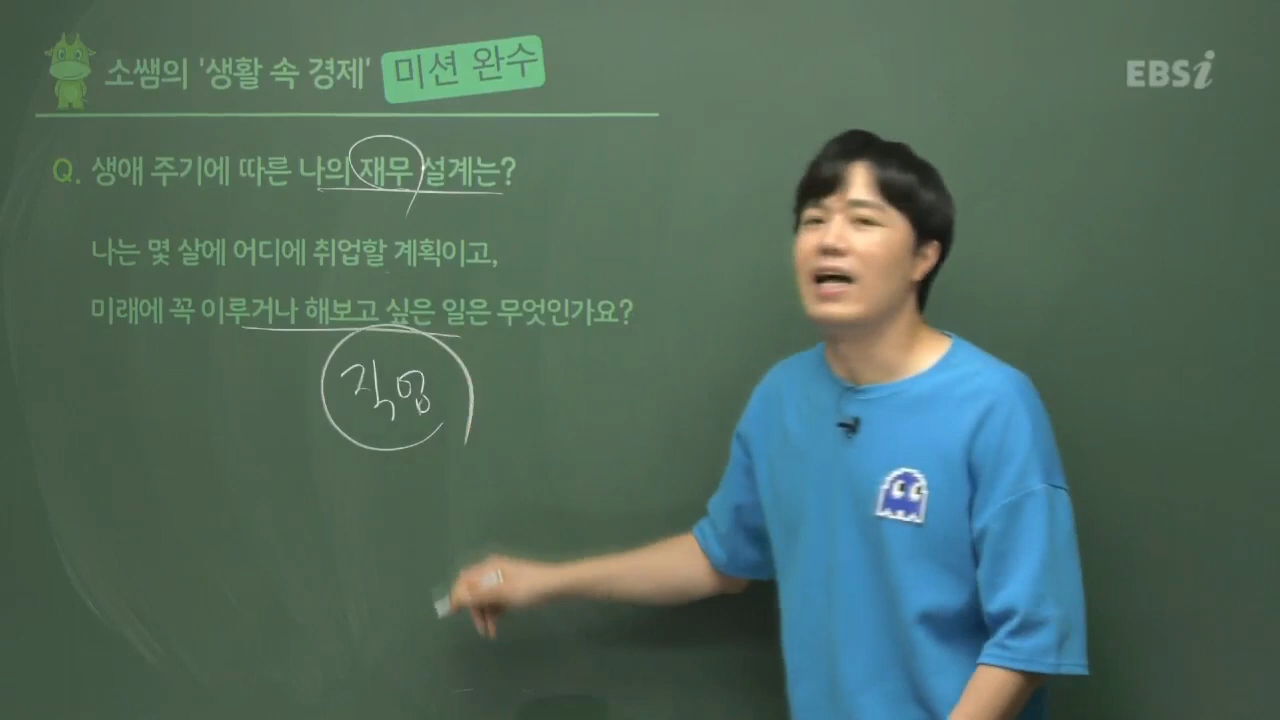 소쌤의 '생활 속 경제' 미션 완수
EBSi
Q. 생애 주기에 따른 나의 재무 설계는?
나는 몇 살에 어디에 취업할 계획이고,
미래에 꼭 이루거나 해보고 싶은 일은 무엇인가요?
직업